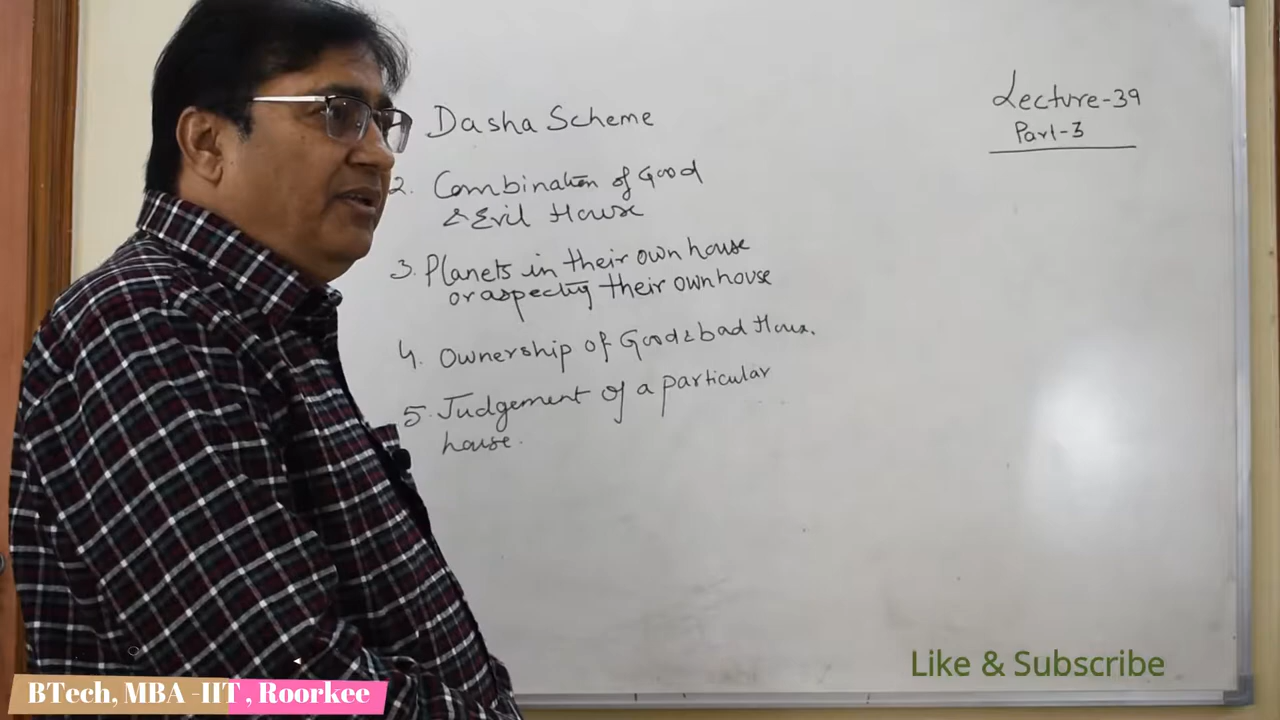 Lecture-39
Part-3
Dasha Scheme
2. Combination of Good
& Evil House
3. Planets in their own house
or aspecting their own house
4. Ownership of Good & bad House.
5. Judgement of a particular
house.
Like & Subscribe
BTech, MBA -IIT , Roorkee